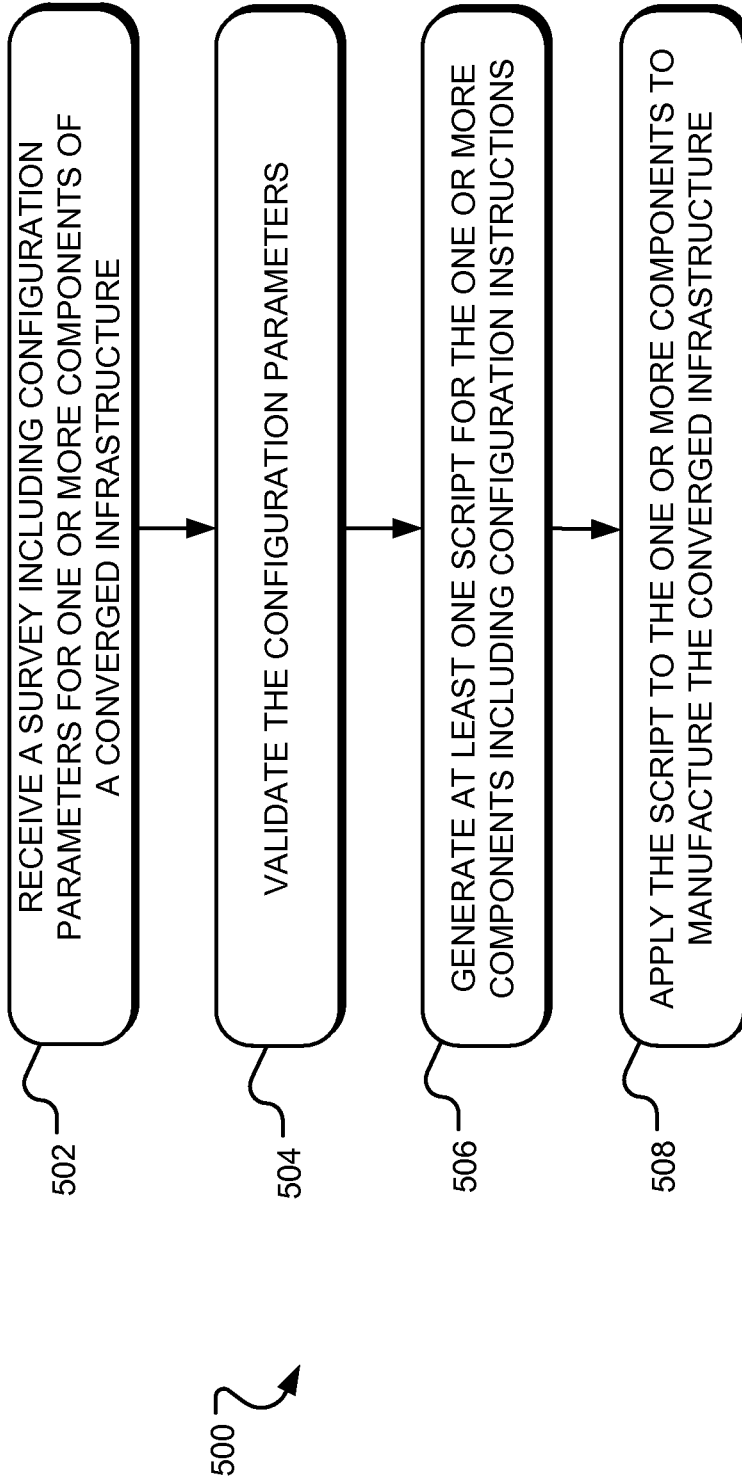 500
502
RECEIVE A SURVEY INCLUDING CONFIGURATION
PARAMETERS FOR ONE OR MORE COMPONENTS OF
A CONVERGED INFRASTRUCTURE
504
VALIDATE THE CONFIGURATION PARAMETERS
506
GENERATE AT LEAST ONE SCRIPT FOR THE ONE OR MORE
COMPONENTS INCLUDING CONFIGURATION INSTRUCTIONS
508
APPLY THE SCRIPT TO THE ONE OR MORE COMPONENTS TO
MANUFACTURE THE CONVERGED INFRASTRUCTURE